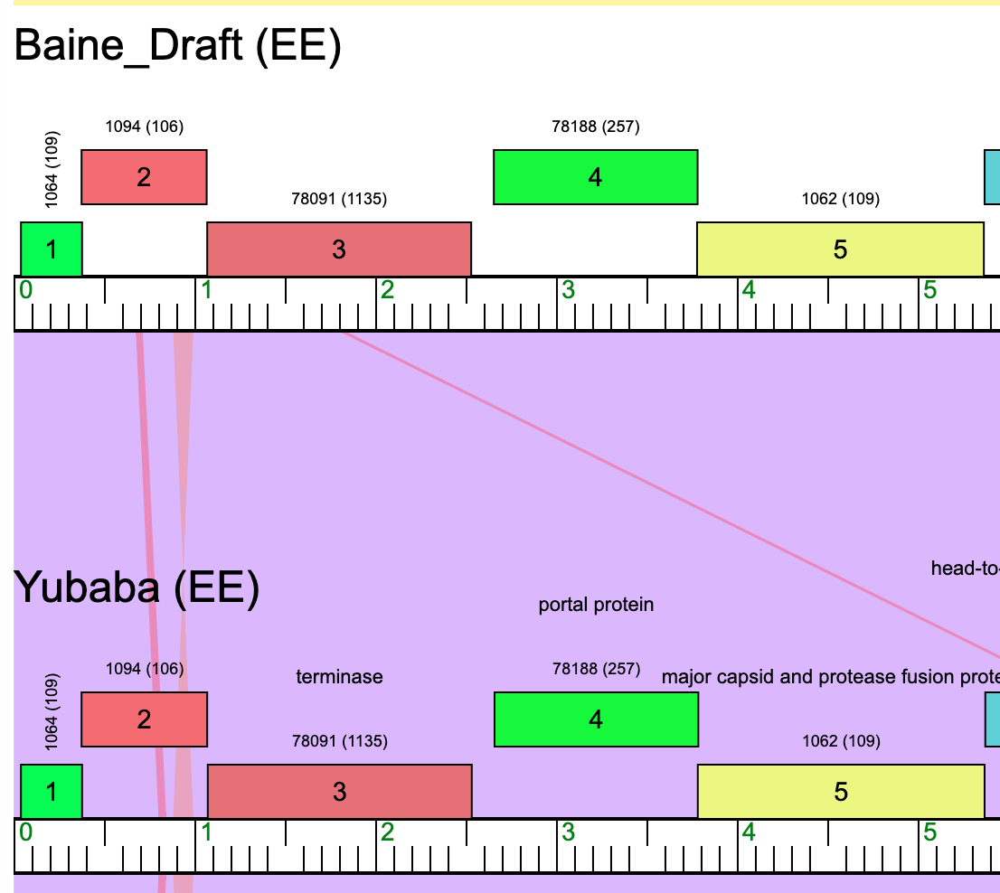 Baine_Draft (EE)
1064 (109)
1094 (106)
78188 (257)
2
4
78091 (1135)
1062 (109)
1
3
5
0 1 2 3 4 5
head-to-
Yubaba (EE)
portal protein
1064 (109)
1094 (106)
terminase
78188 (257)
major capsid and protease fusion prote
2
4
78091 (1135)
1062 (109)
1
3
5
0 1 2 3 4 5